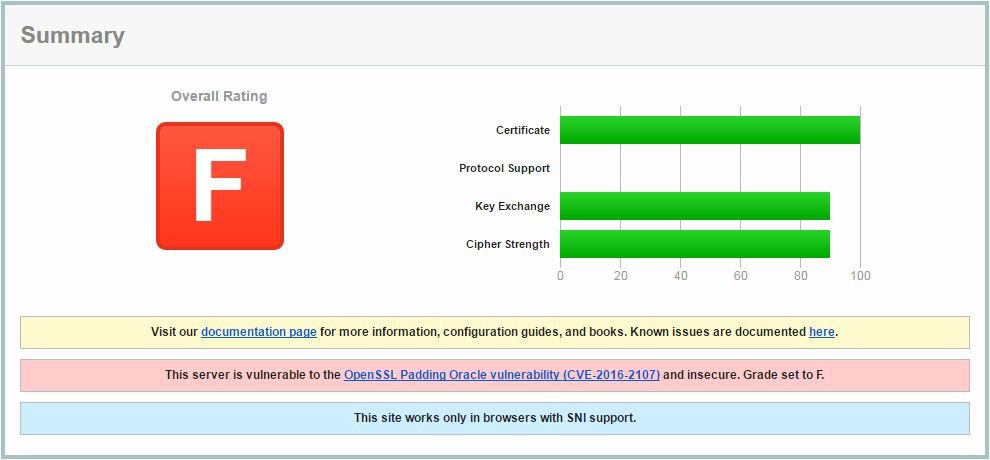 Summary
Overall Rating
F
Certificate
Protocol Support
Key Exchange
Cipher Strength
0 20 40 60 80 100
Visit our documentation page for more information, configuration guides, and books. Known issues are documented here.
This server is vulnerable to the OpenSSL Padding Oracle vulnerability (CVE-2016-2107) and insecure. Grade set to F.
This site works only in browsers with SNI support.